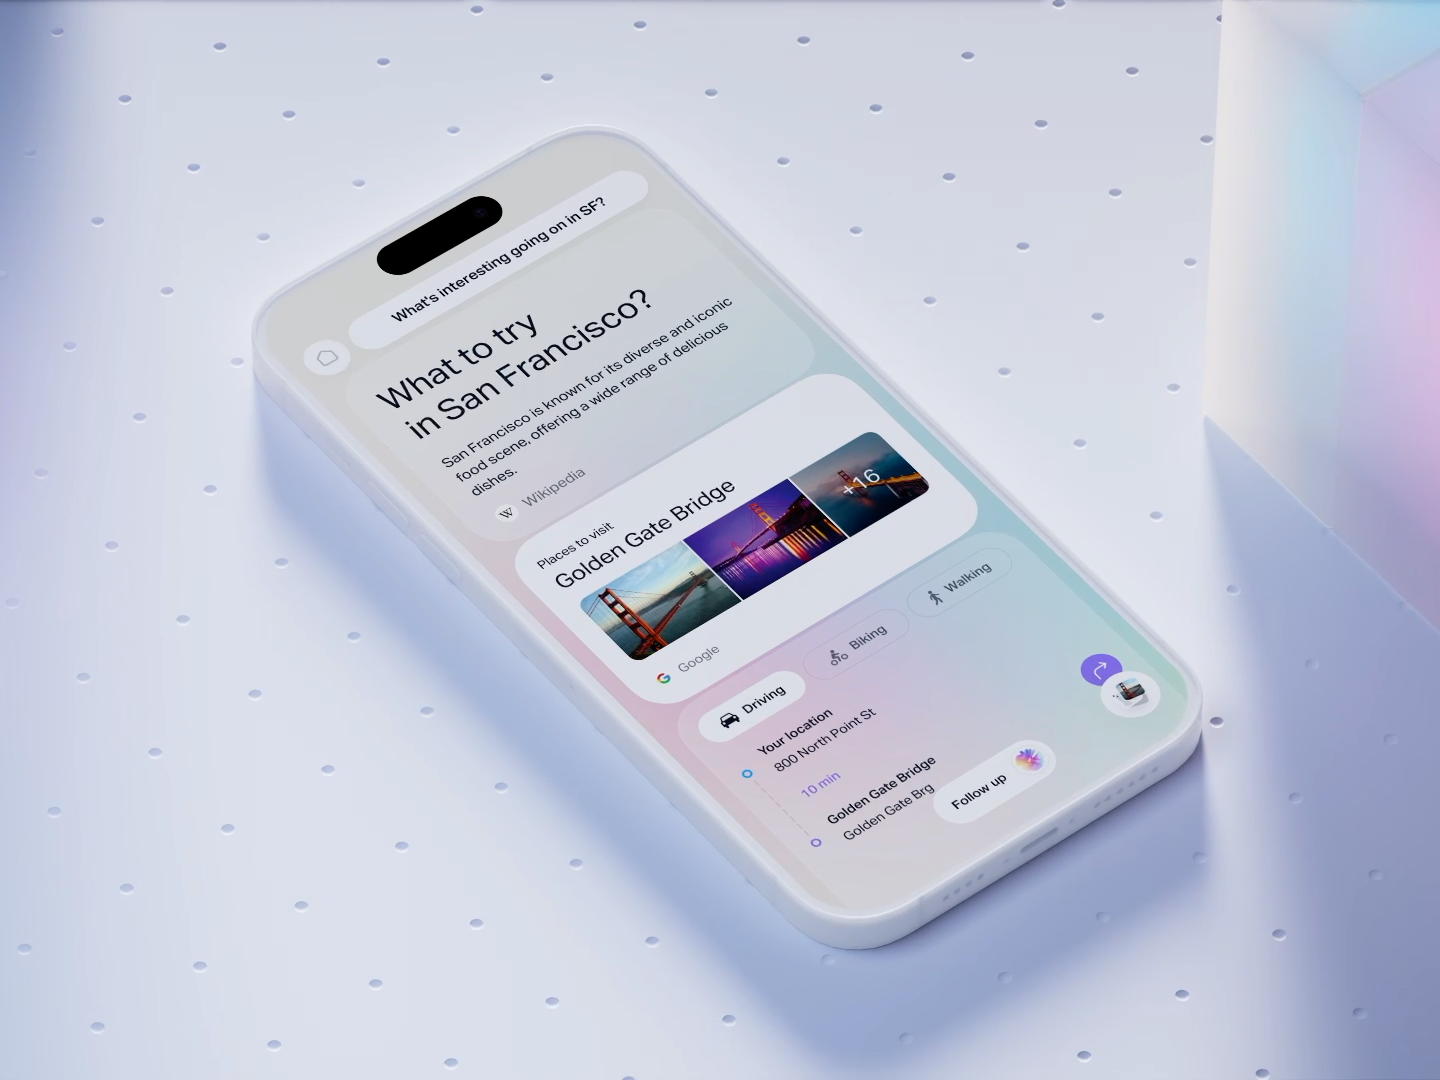 What's interesting going on in SF?
What to try
in San Francisco?
San Francisco is known for its diverse and iconic
food scene, offering a wide range of delicious
dishes.
W Wikipedia
Places to visit
Golden Gate Bridge
+16
G Google
Driving
Biking
Walking
Your location
800 North Point St
10 min
Golden Gate Bridge
Golden Gate Brg
Follow up